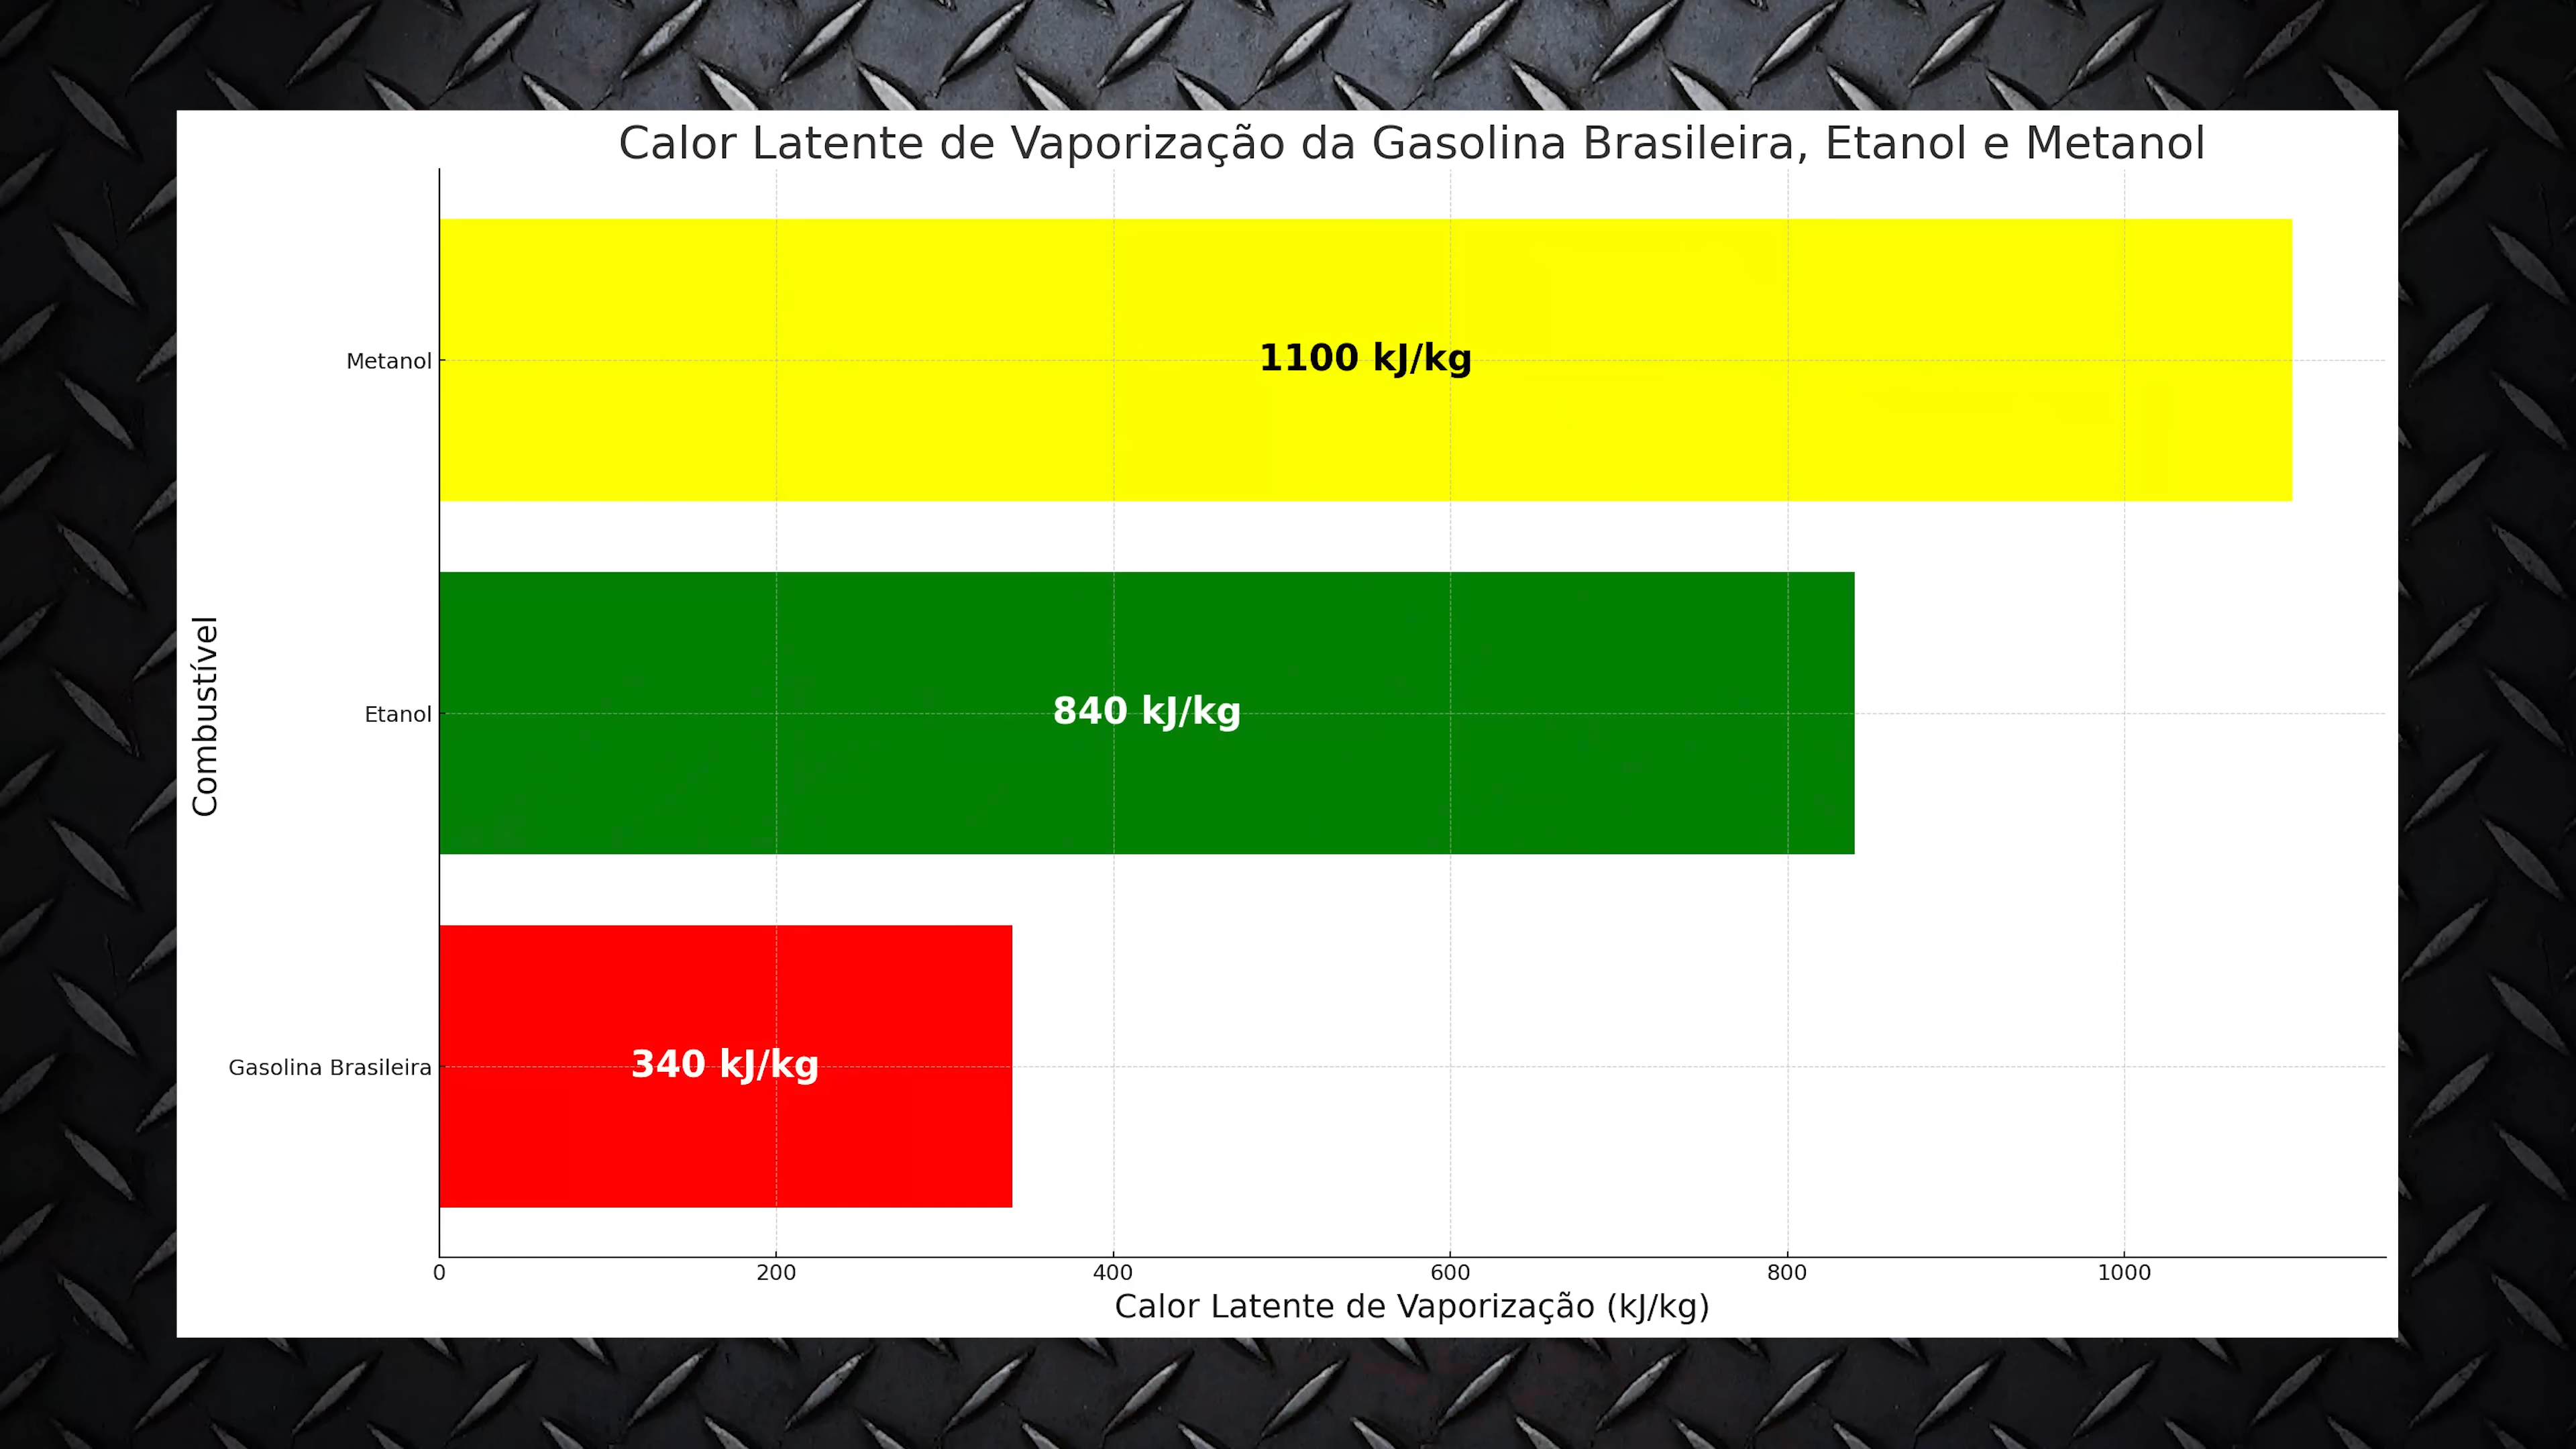 Calor Latente de Vaporização da Gasolina Brasileira, Etanol e Metanol
Metanol
1100 kJ/kg
Etanol
840 kJ/kg
Gasolina Brasileira
340 kJ/kg
Combustível
0 200 400 600 800 1000
Calor Latente de Vaporização (kJ/kg)